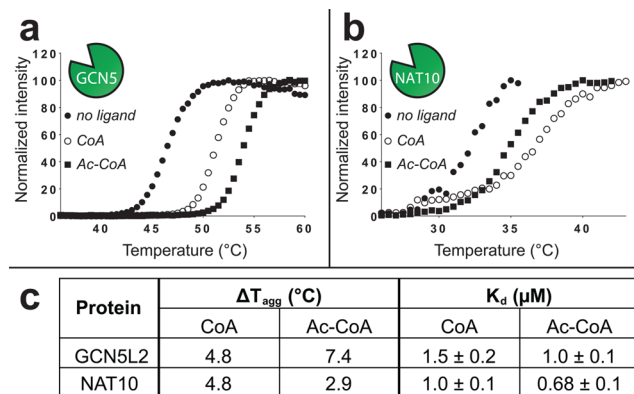 a
GCN5
Normalized intensity
120
100
80
60
40
20
0
no ligand
CoA
Ac-CoA
40 45 50 55 60
Temperature (°C)
b
NAT10
Normalized intensity
120
100
80
60
40
20
0
no ligand
CoA
Ac-CoA
30 35 40
Temperature (°C)
c
Protein ΔTagg (°C) Kd (µM)
CoA Ac-CoA CoA Ac-CoA
GCN5L2 4.8 7.4 1.5 ± 0.2 1.0 ± 0.1
NAT10 4.8 2.9 1.0 ± 0.1 0.68 ± 0.1